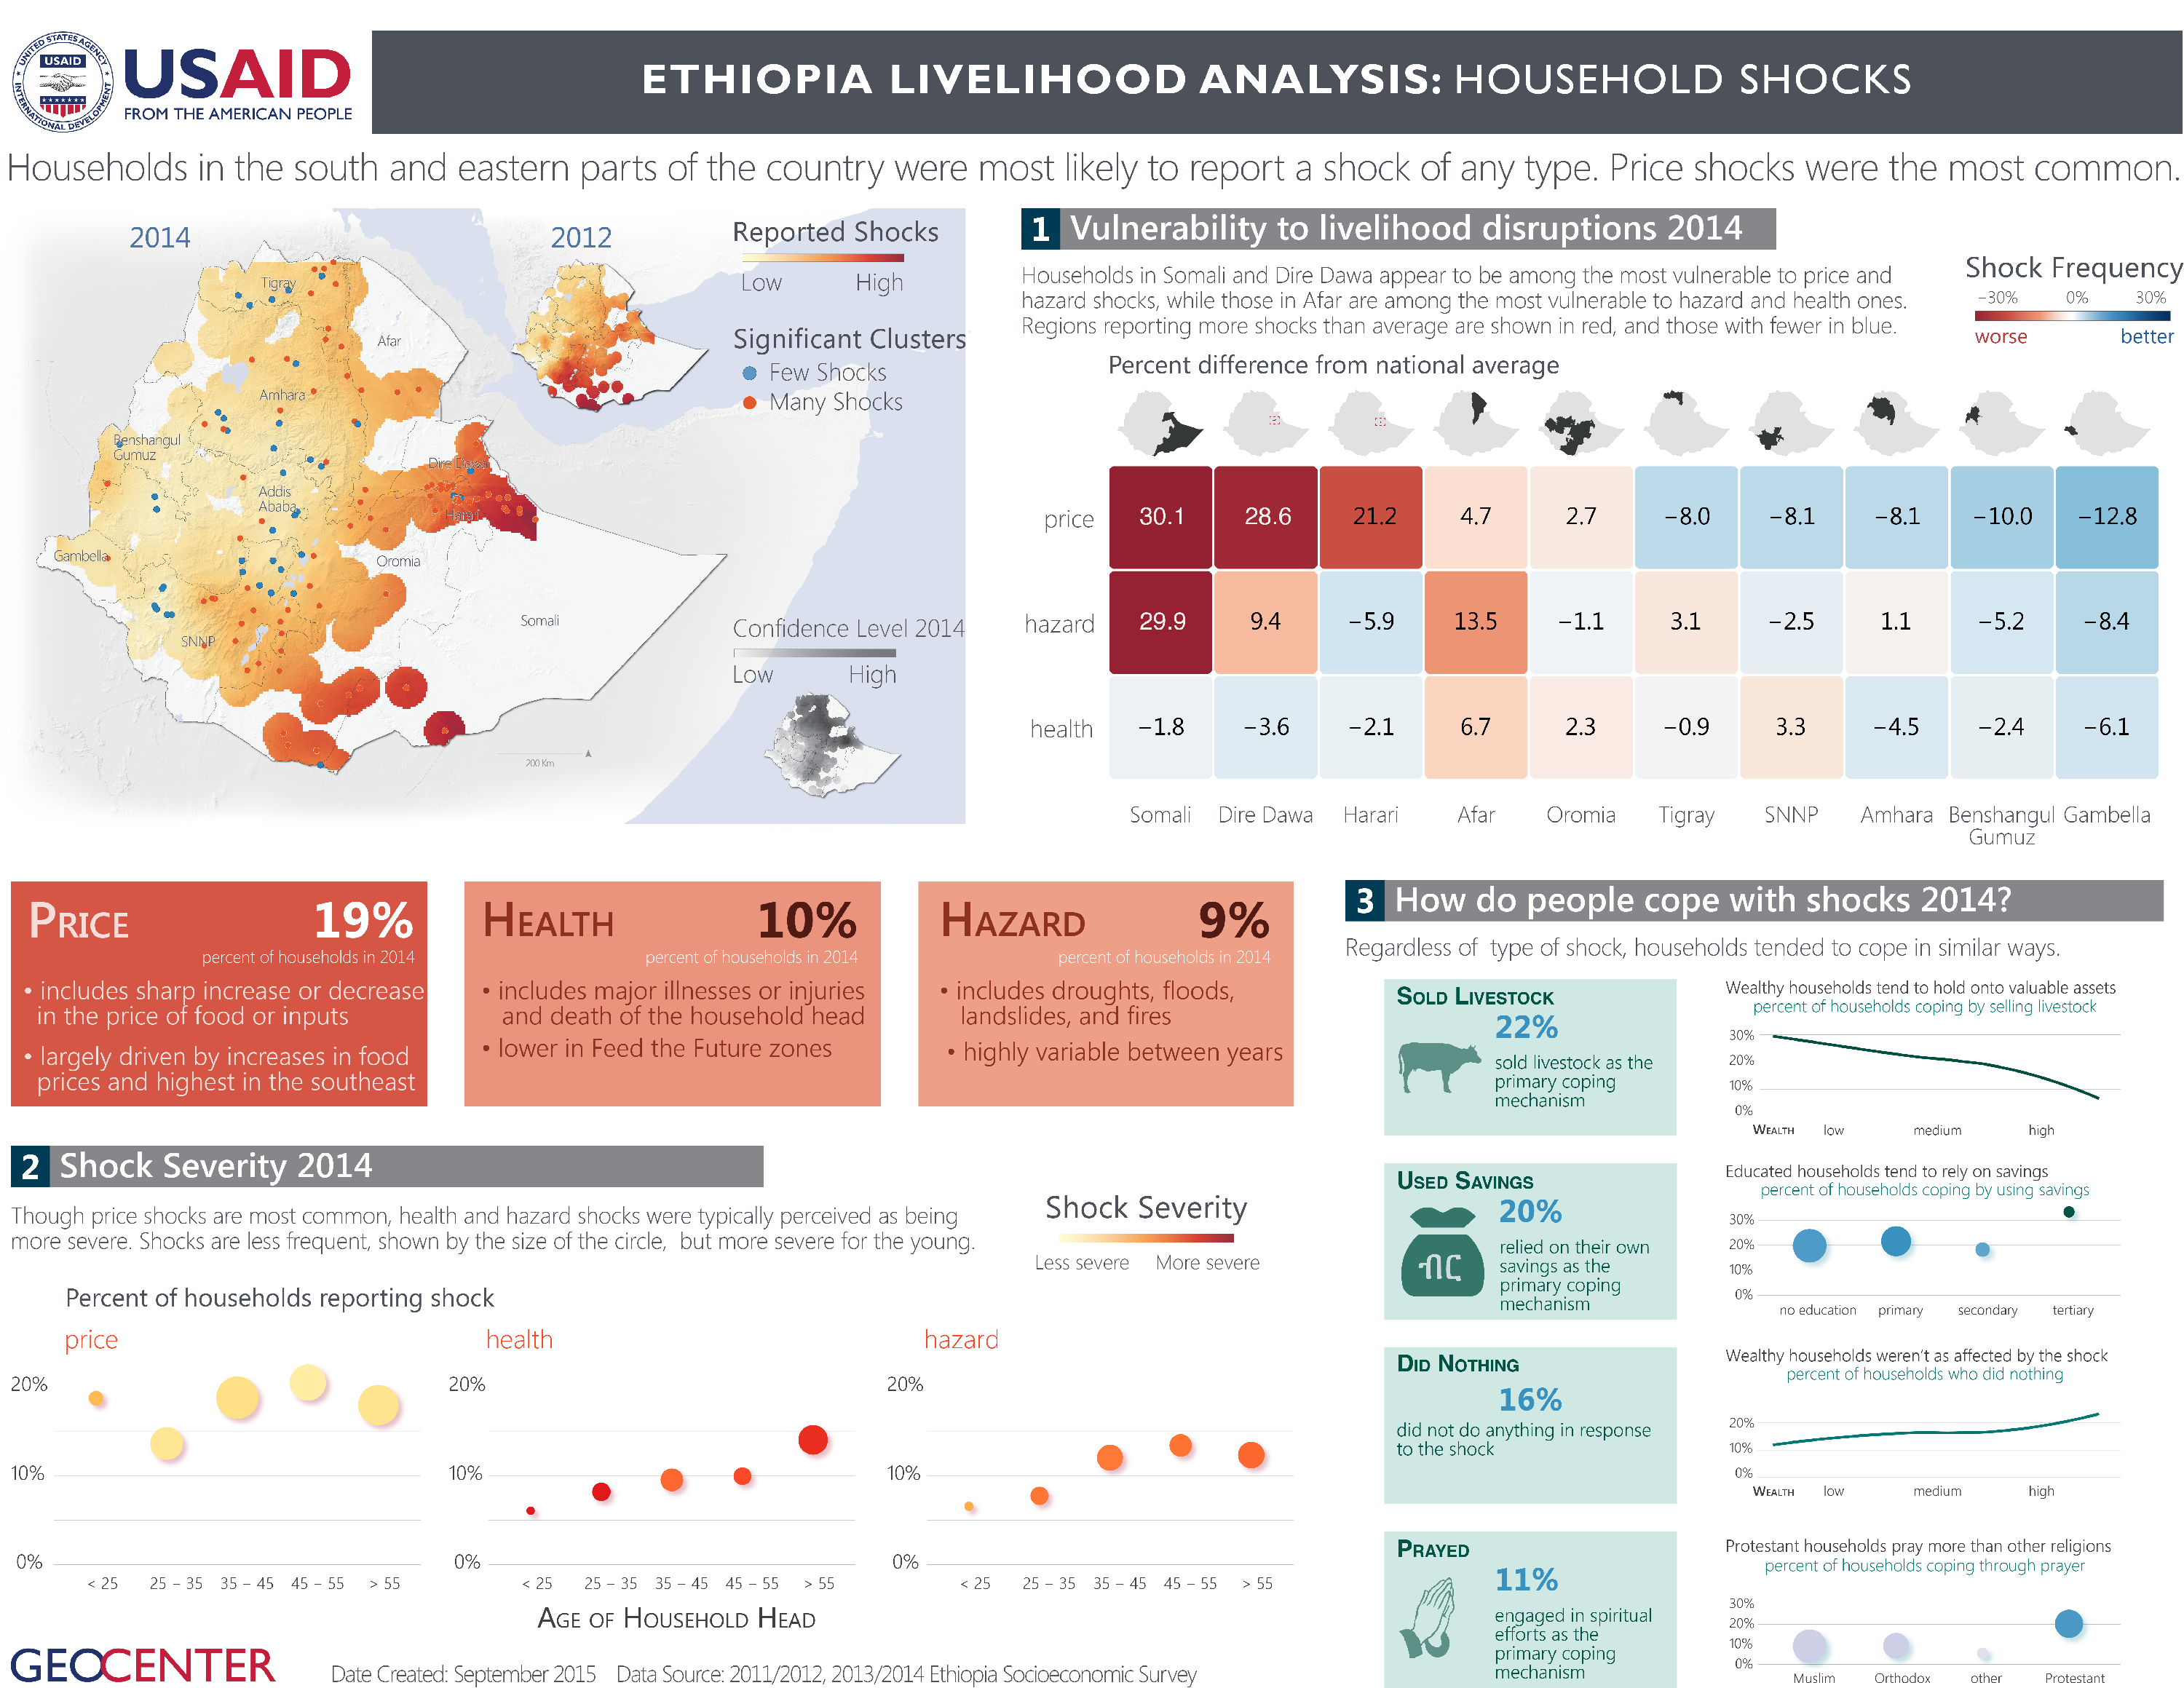 UNITED STATES AGENCY
INTERNATIONAL DEVELOPMENT
USAID
USAID
FROM THE AMERICAN PEOPLE
ETHIOPIA LIVELIHOOD ANALYSIS: HOUSEHOLD SHOCKS
Households in the south and eastern parts of the country were most likely to report a shock of any type. Price shocks were the most common.
2014
2012
Reported Shocks
Low High
Significant Clusters
Few Shocks
Many Shocks
Tigray
Afar
Amhara
Benshangul
Gumuz
Dire Dawa
Addis
Ababa
Harari
Gambella
Oromia
Somali
SNNP
Confidence Level 2014
Low High
200 Km
1 Vulnerability to livelihood disruptions 2014
Households in Somali and Dire Dawa appear to be among the most vulnerable to price and
hazard shocks, while those in Afar are among the most vulnerable to hazard and health ones.
Regions reporting more shocks than average are shown in red, and those with fewer in blue.
Shock Frequency
−30% 0% 30%
worse better
Percent difference from national average
price 30.1 28.6 21.2 4.7 2.7 −8.0 −8.1 −8.1 −10.0 −12.8
hazard 29.9 9.4 −5.9 13.5 −1.1 3.1 −2.5 1.1 −5.2 −8.4
health −1.8 −3.6 −2.1 6.7 2.3 −0.9 3.3 −4.5 −2.4 −6.1
Somali Dire Dawa Harari Afar Oromia Tigray SNNP Amhara Benshangul Gambella
Gumuz
PRICE 19%
percent of households in 2014
• includes sharp increase or decrease
in the price of food or inputs
• largely driven by increases in food
prices and highest in the southeast
HEALTH 10%
percent of households in 2014
• includes major illnesses or injuries
and death of the household head
• lower in Feed the Future zones
HAZARD 9%
percent of households in 2014
• includes droughts, floods,
landslides, and fires
• highly variable between years
2 Shock Severity 2014
Though price shocks are most common, health and hazard shocks were typically perceived as being
more severe. Shocks are less frequent, shown by the size of the circle, but more severe for the young.
Shock Severity
Less severe More severe
Percent of households reporting shock
price
20%
10%
0%
< 25 25 – 35 35 – 45 45 – 55 > 55
health
20%
10%
0%
< 25 25 – 35 35 – 45 45 – 55 > 55
hazard
20%
10%
0%
< 25 25 – 35 35 – 45 45 – 55 > 55
AGE OF HOUSEHOLD HEAD
3 How do people cope with shocks 2014?
Regardless of type of shock, households tended to cope in similar ways.
SOLD LIVESTOCK
22%
sold livestock as the
primary coping
mechanism
Wealthy households tend to hold onto valuable assets
percent of households coping by selling livestock
30%
20%
10%
0%
WEALTH low medium high
USED SAVINGS
20%
ብር
relied on their own
savings as the
primary coping
mechanism
Educated households tend to rely on savings
percent of households coping by using savings
30%
20%
10%
0%
no education primary secondary tertiary
DID NOTHING
16%
did not do anything in response
to the shock
Wealthy households weren't as affected by the shock
percent of households who did nothing
20%
10%
0%
WEALTH low medium high
PRAYED
11%
engaged in spiritual
efforts as the
primary coping
mechanism
Protestant households pray more than other religions
percent of households coping through prayer
30%
20%
10%
0%
Muslim Orthodox other Protestant
GEOCENTER
Date Created: September 2015 Data Source: 2011/2012, 2013/2014 Ethiopia Socioeconomic Survey